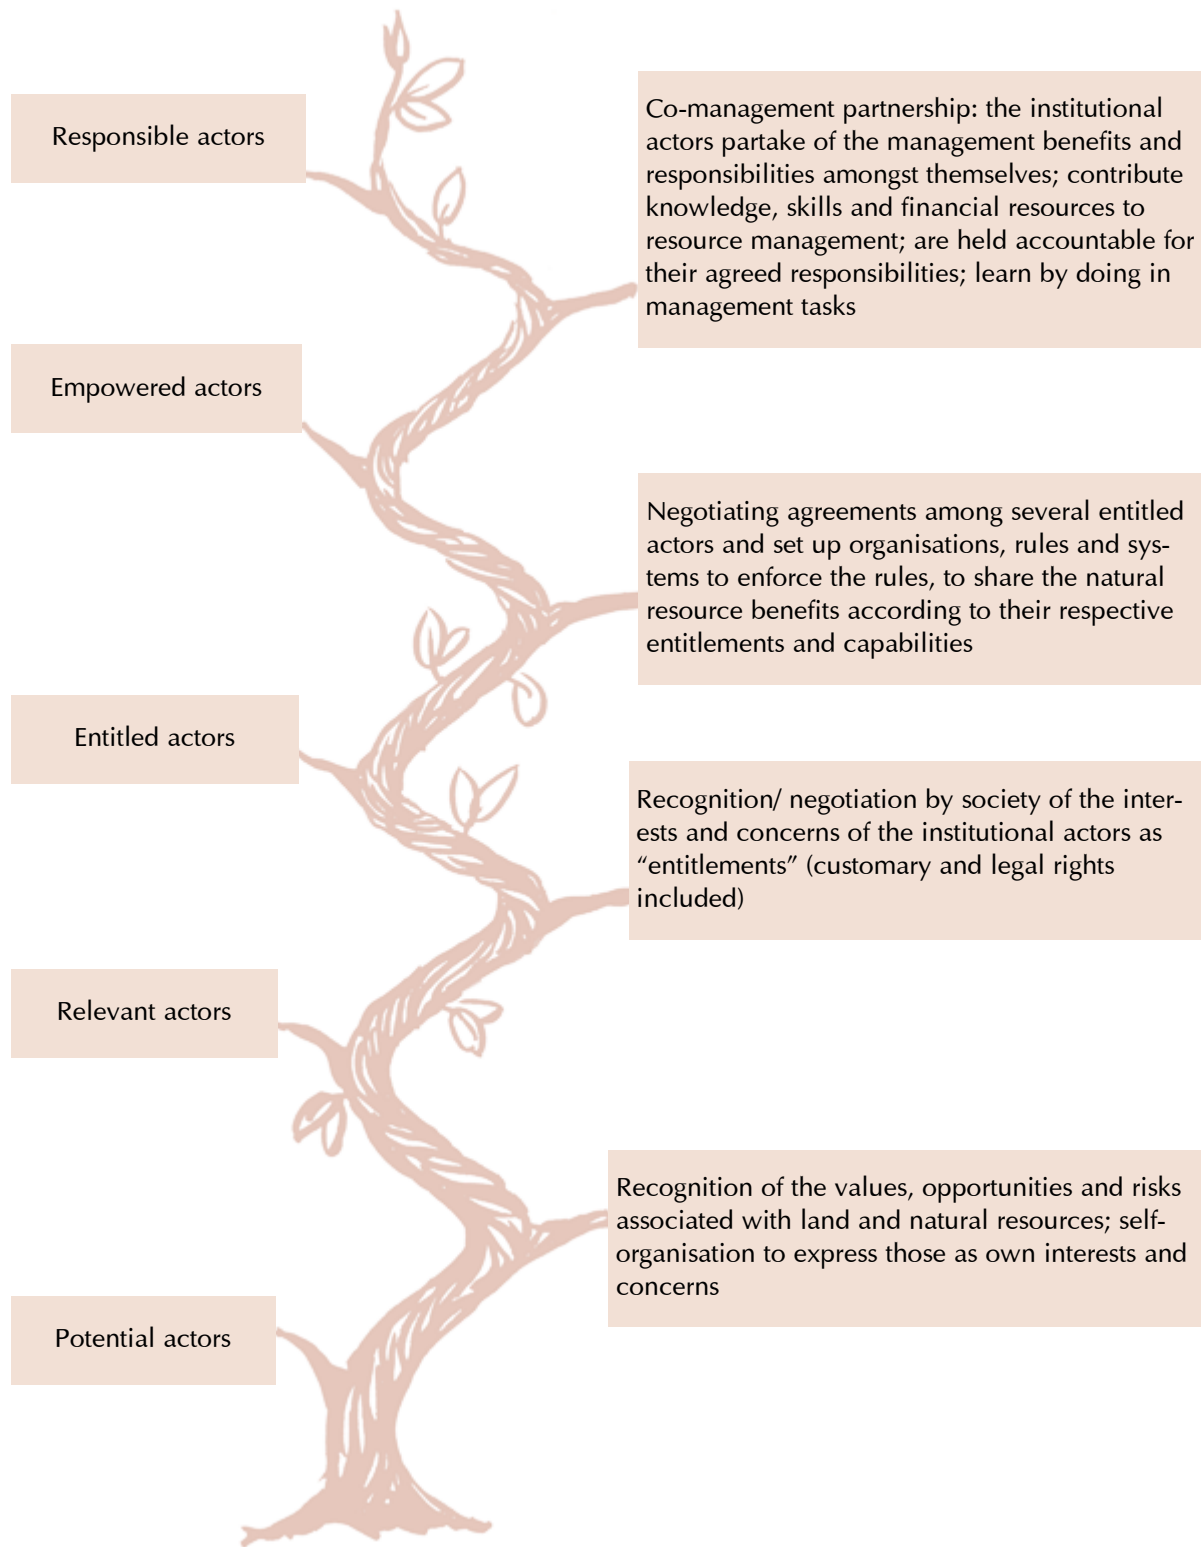 Responsible actors
Co-management partnership: the institutional
actors partake of the management benefits and
responsibilities amongst themselves; contribute
knowledge, skills and financial resources to
resource management; are held accountable for
their agreed responsibilities; learn by doing in
management tasks
Empowered actors
Negotiating agreements among several entitled
actors and set up organisations, rules and sys-
tems to enforce the rules, to share the natural
resource benefits according to their respective
entitlements and capabilities
Entitled actors
Recognition/ negotiation by society of the inter-
ests and concerns of the institutional actors as
“entitlements” (customary and legal rights
included)
Relevant actors
Recognition of the values, opportunities and risks
associated with land and natural resources; self-
organisation to express those as own interests and
concerns
Potential actors